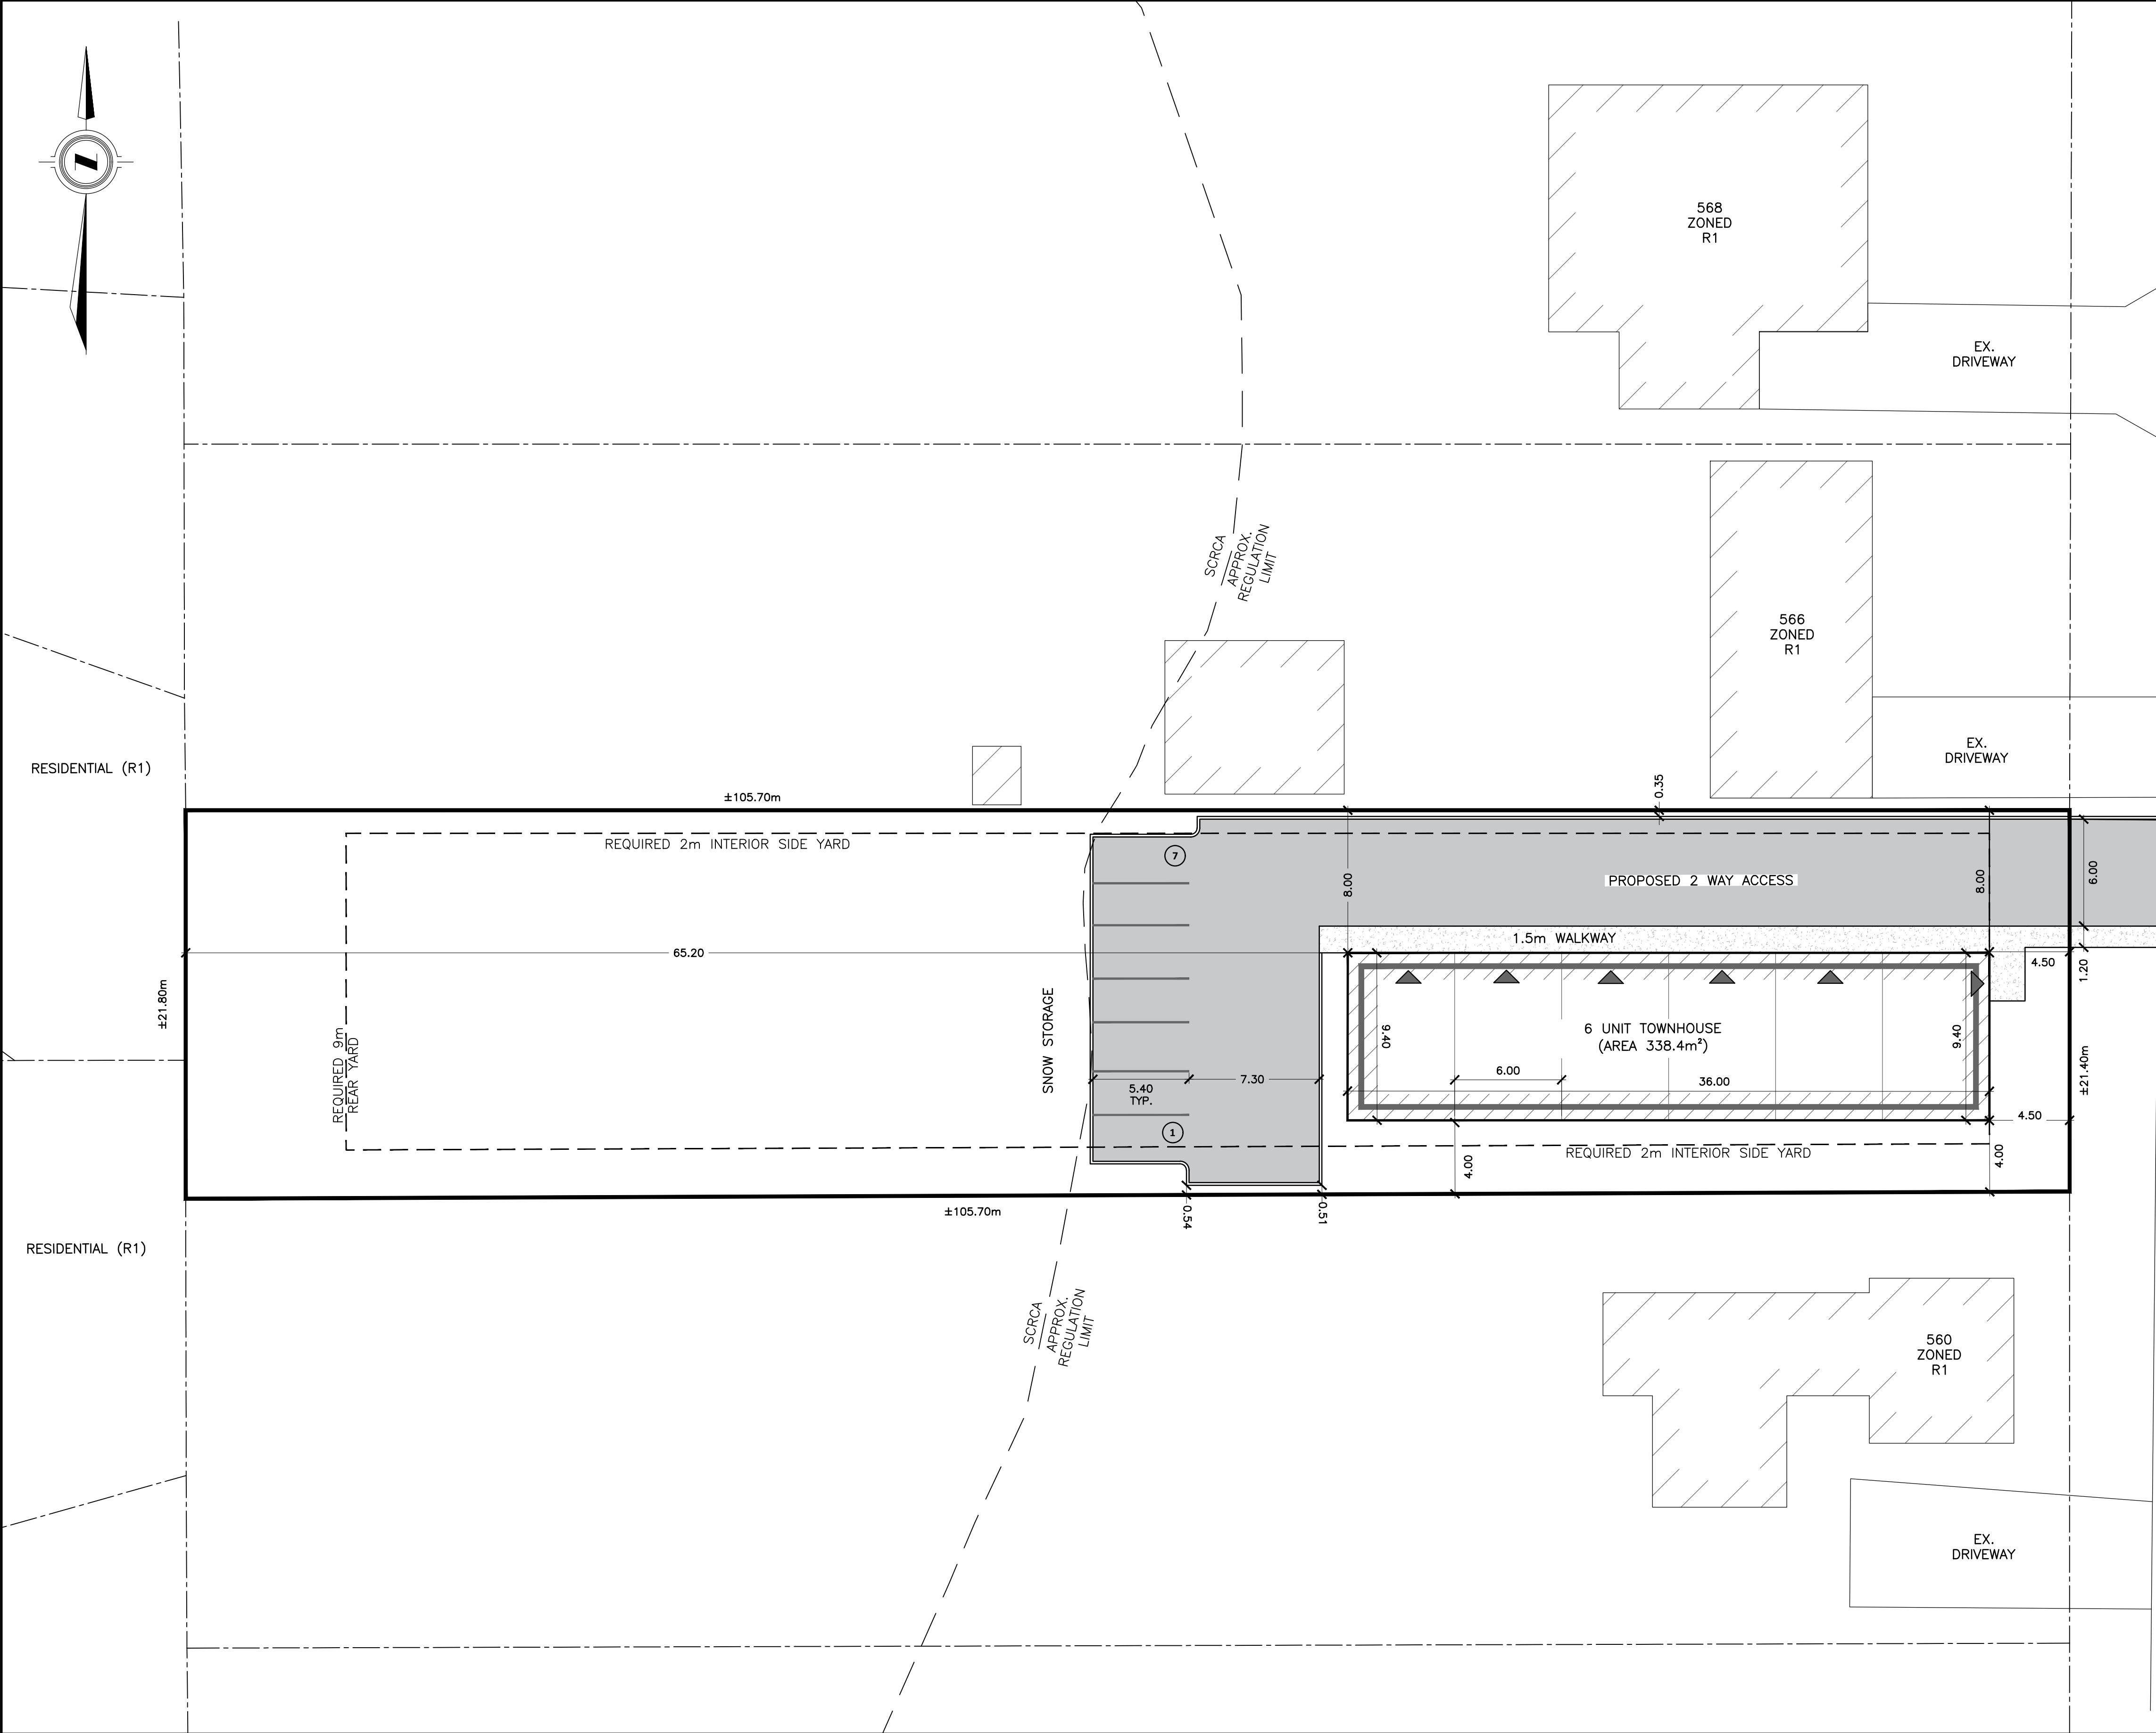 N
568
ZONED
R1
EX.
DRIVEWAY
SCRCA
APPROX.
REGULATION
LIMIT
566
ZONED
R1
EX.
DRIVEWAY
RESIDENTIAL (R1)
±105.70m
0.35
REQUIRED 2m INTERIOR SIDE YARD
7
8.00
PROPOSED 2 WAY ACCESS
8.00
6.00
1.5m WALKWAY
65.20
4.50
1.20
±21.80m
SNOW STORAGE
REQUIRED 9m
REAR YARD
9.40
6 UNIT TOWNHOUSE
(AREA 338.4m²)
9.40
6.00
36.00
5.40
TYP.
7.30
±21.40m
4.50
1
4.00
REQUIRED 2m INTERIOR SIDE YARD
4.00
±105.70m
0.54
0.51
RESIDENTIAL (R1)
SCRCA
APPROX.
REGULATION
LIMIT
560
ZONED
R1
EX.
DRIVEWAY